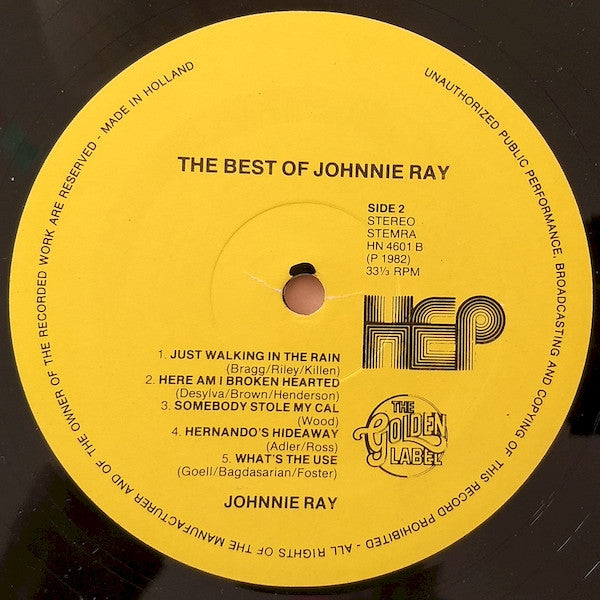 ALL RIGHTS OF THE MANUFACTURER AND OF THE OWNER OF THE RECORDED WORK ARE RESERVED - MADE IN HOLLAND
UNAUTHORIZED PUBLIC PERFORMANCE, BROADCASTING AND COPYING OF THIS RECORD PROHIBITED -
THE BEST OF JOHNNIE RAY
SIDE 2
STEREO
STEMRA
HN 4601 B
(P 1982)
33⅓ RPM
HEP
1. JUST WALKING IN THE RAIN
(Bragg/Riley/Killen)
2. HERE AM I BROKEN HEARTED
(Desylva/Brown/Henderson)
3. SOMEBODY STOLE MY CAL
(Wood)
4. HERNANDO'S HIDEAWAY
(Adler/Ross)
5. WHAT'S THE USE
(Goell/Bagdasarian/Foster)
THE
GOLDEN
LABEL
JOHNNIE RAY